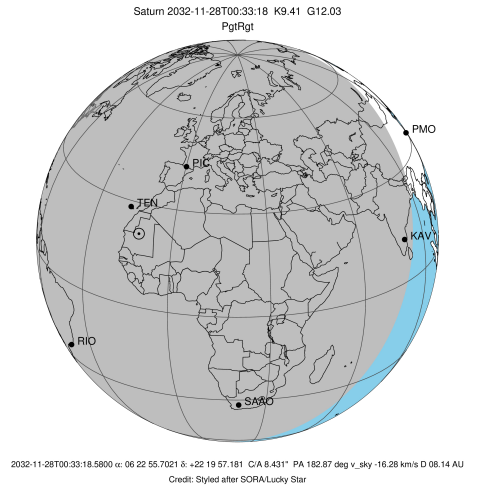 Saturn 2032-11-28T00:33:18 K9.41 G12.03
PgtRgt
PMO
PIC
TEN
KAV
RIO
SAAO
2032-11-28T00:33:18.5800 α: 06 22 55.7021 δ: +22 19 57.181 C/A 8.431" PA 182.87 deg v_sky -16.28 km/s D 08.14 AU
Credit: Styled after SORA/Lucky Star